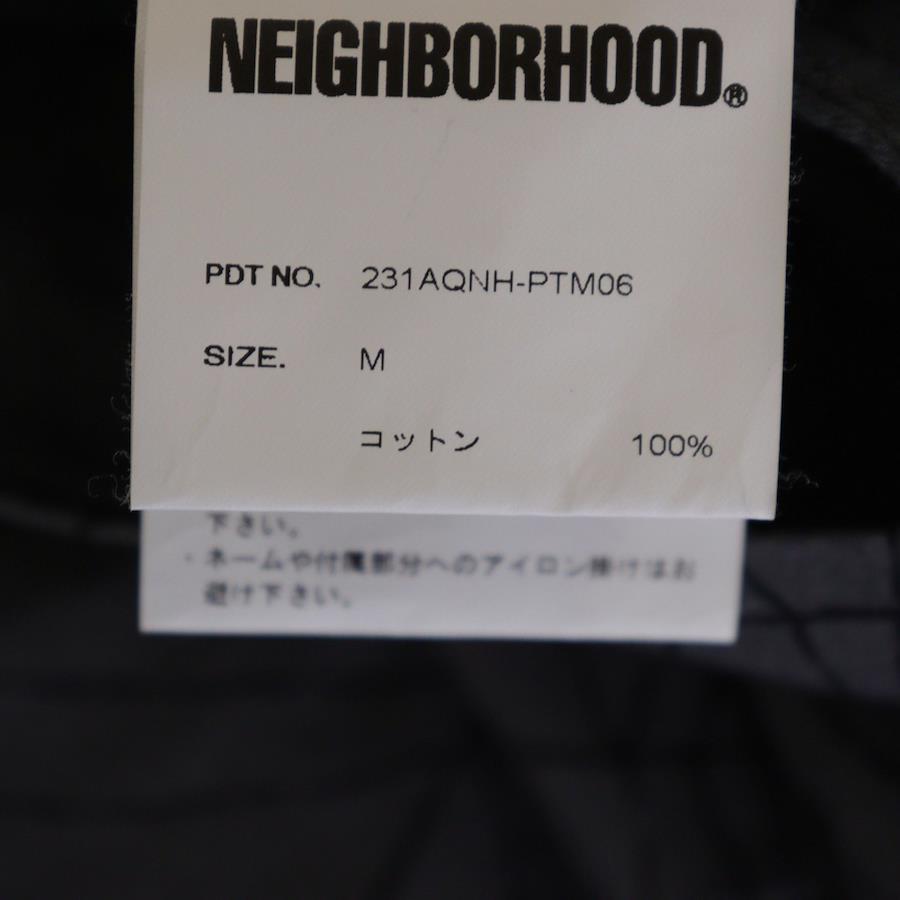 NEIGHBORHOOD®
PDT NO. 231AQNH-PTM06
SIZE. M
コットン 100%
下さい。
・ネームや付属部分へのアイロン掛けはお
避け下さい。